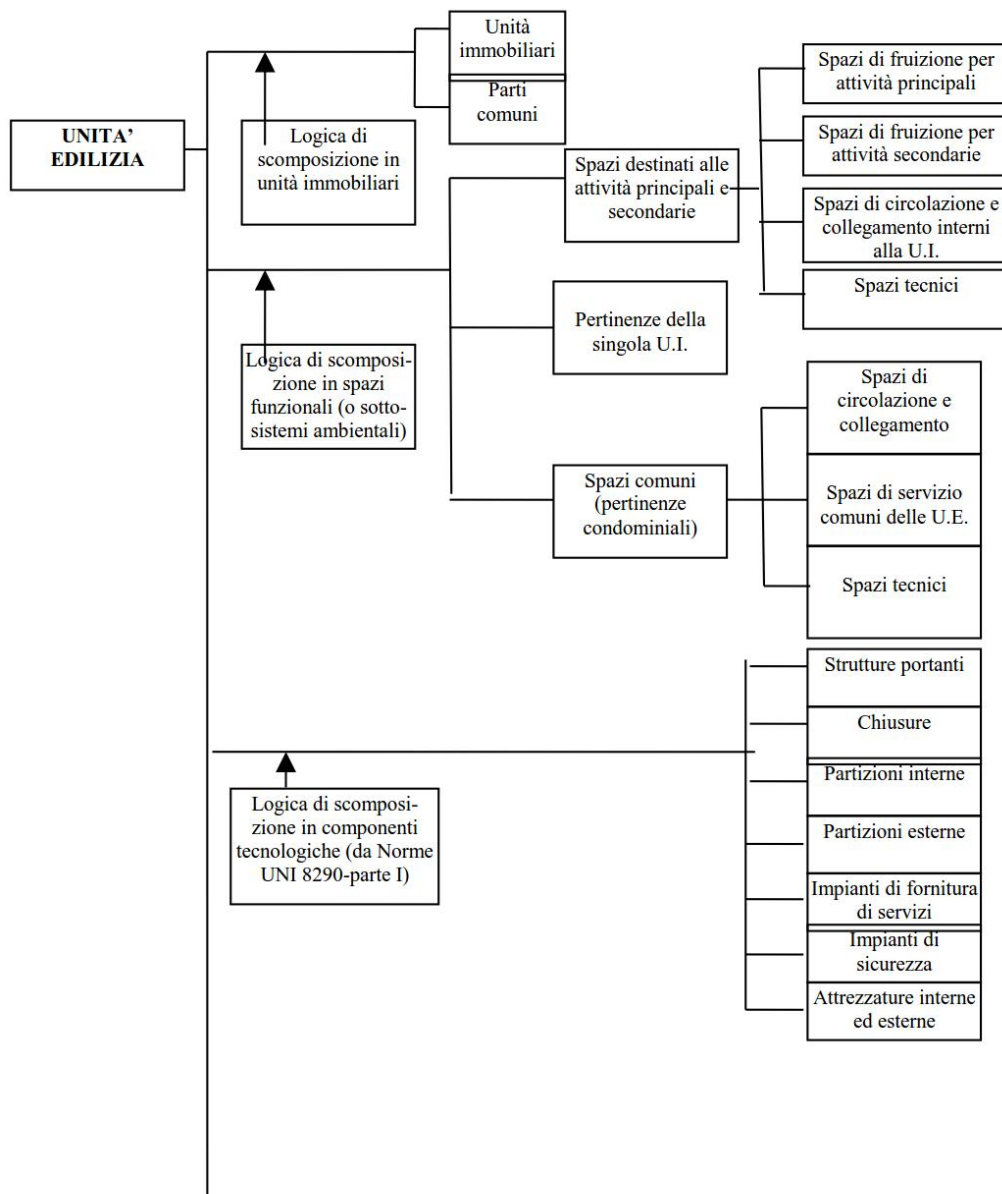 UNITA’
EDILIZIA
Logica di
scomposizione in
unità immobiliari
Unità
immobiliari
Parti
comuni
Logica di scomposi-
zione in spazi
funzionali (o sotto-
sistemi ambientali)
Spazi destinati alle
attività principali e
secondarie
Spazi di fruizione per
attività principali
Spazi di fruizione per
attività secondarie
Spazi di circolazione e
collegamento interni
alla U.I.
Spazi tecnici
Pertinenze della
singola U.I.
Spazi comuni
(pertinenze
condominiali)
Spazi di
circolazione e
collegamento
Spazi di servizio
comuni delle U.E.
Spazi tecnici
Logica di scomposi-
zione in componenti
tecnologiche (da Norme
UNI 8290-parte I)
Strutture portanti
Chiusure
Partizioni interne
Partizioni esterne
Impianti di fornitura
di servizi
Impianti di
sicurezza
Attrezzature interne
ed esterne